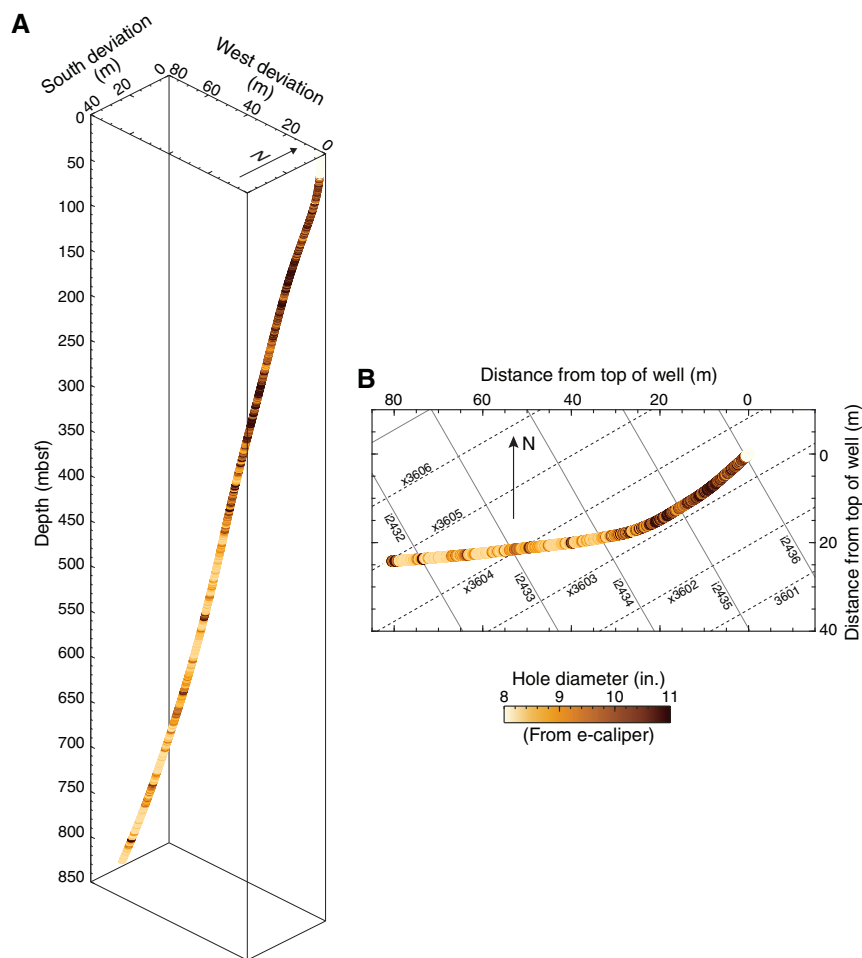 A
South deviation
(m)
40
20
0
West deviation
(m)
80
60
40
20
0
N
Depth (mbsf)
0
50
100
150
200
250
300
350
400
450
500
550
600
650
700
750
800
850
B
Distance from top of well (m)
80
60
40
20
0
Distance from top of well (m)
0
20
40
N
x3606
x3605
x3604
x3603
x3602
3601
i2432
i2433
i2434
i2435
i2436
Hole diameter (in.)
8
9
10
11
(From e-caliper)